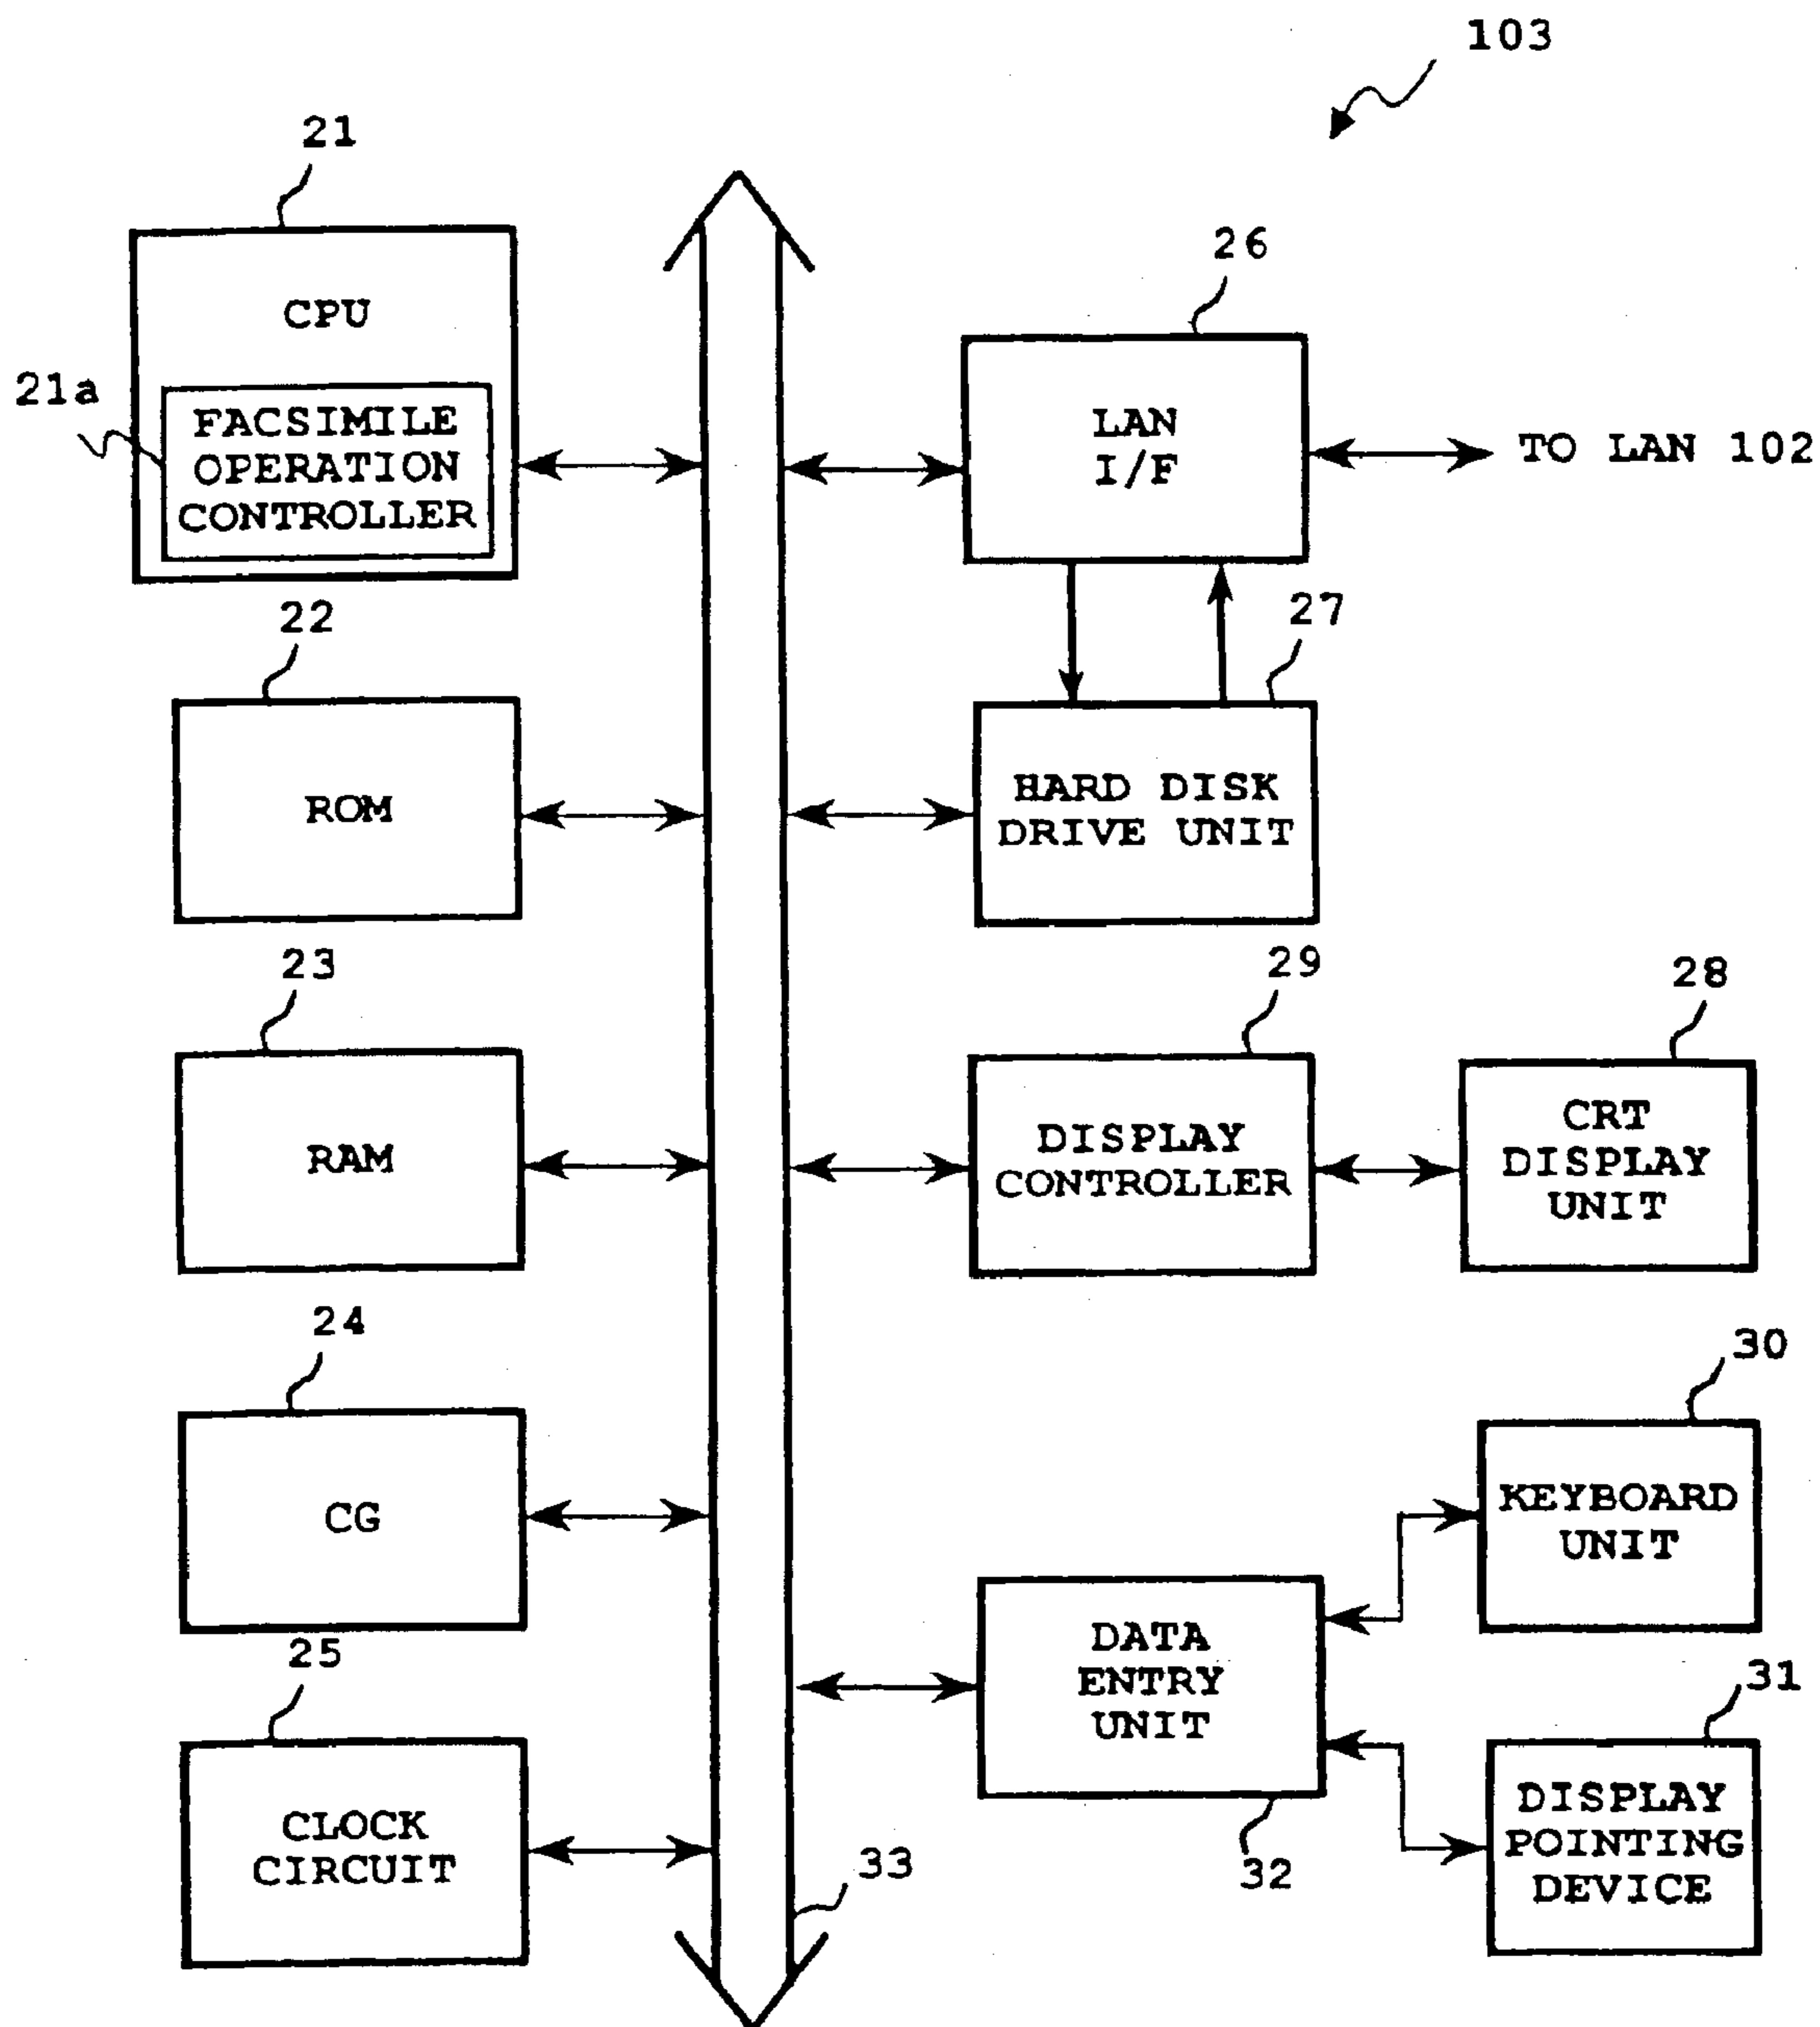 103
21
CPU
21a
FACSIMILE
OPERATION
CONTROLLER
26
LAN
I/F
TO LAN 102
22
ROM
27
HARD DISK
DRIVE UNIT
23
RAM
29
DISPLAY
CONTROLLER
28
CRT
DISPLAY
UNIT
24
CG
30
KEYBOARD
UNIT
25
CLOCK
CIRCUIT
DATA
ENTRY
UNIT
32
31
DISPLAY
POINTING
DEVICE
33